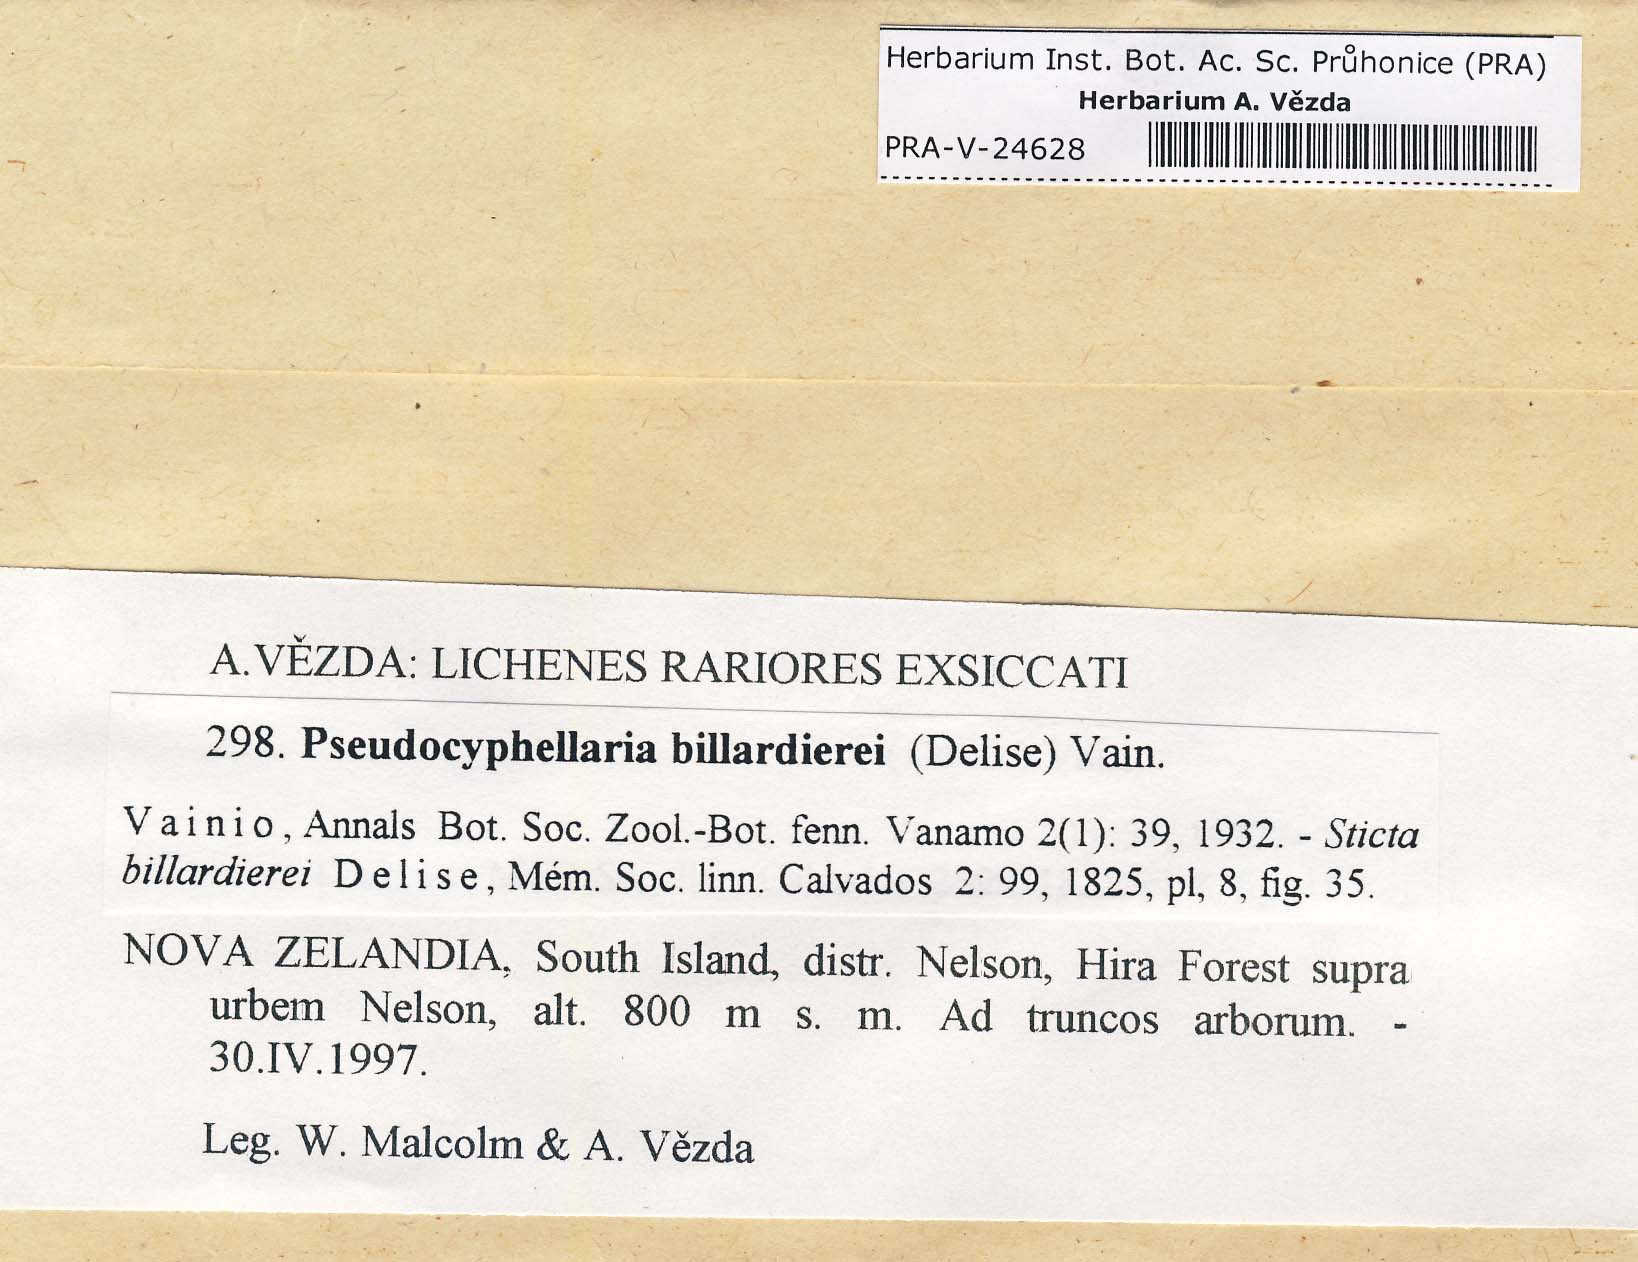 Herbarium Inst. Bot. Ac. Sc. Průhonice (PRA)
Herbarium A. Vězda
PRA-V-24628
A.VĚZDA: LICHENES RARIORES EXSICCATI
298. Pseudocyphellaria billardierei (Delise) Vain.
Vainio, Annals Bot. Soc. Zool.-Bot. fenn. Vanamo 2(1): 39, 1932. - Sticta
billardierei Delise, Mém. Soc. linn. Calvados 2: 99, 1825, pl, 8, fig. 35.
NOVA ZELANDIA, South Island, distr. Nelson, Hira Forest supra
urbem Nelson, alt. 800 m s. m. Ad truncos arborum. -
30.IV.1997.
Leg. W. Malcolm & A. Vězda